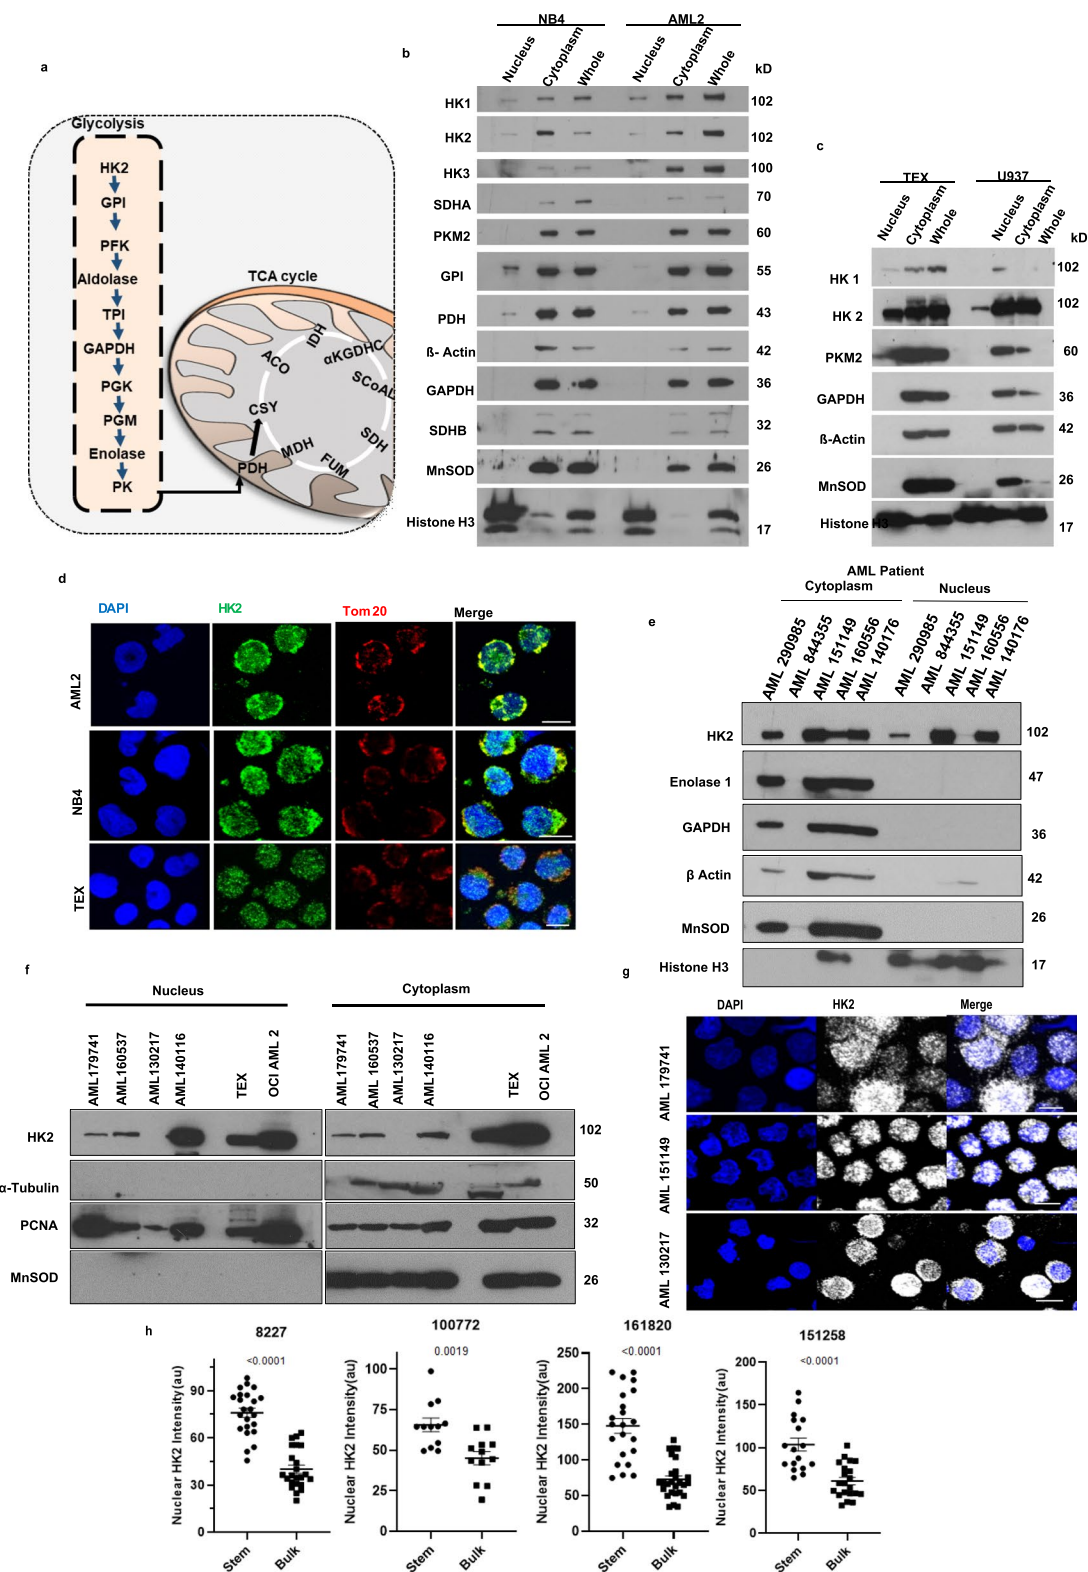 a
Glycolysis
HK2
GPI
PFK
Aldolase
TPI
GAPDH
PGK
PGM
Enolase
PK
TCA cycle
IDH
αKGDHC
SCoAL
SDH
FUM
MDH
CSY
ACO
PDH
b
NB4
AML2
Nucleus
Cytoplasm
Whole
Nucleus
Cytoplasm
Whole
kD
HK1 102
HK2 102
HK3 100
SDHA 70
PKM2 60
GPI 55
PDH 43
ß- Actin 42
GAPDH 36
SDHB 32
MnSOD 26
Histone H3 17
c
TEX
U937
Nucleus
Cytoplasm
Whole
Nucleus
Cytoplasm
Whole
kD
HK 1 102
HK 2 102
PKM2 60
GAPDH 36
ß-Actin 42
MnSOD 26
Histone H3 17
d
DAPI HK2 Tom 20 Merge
AML2
NB4
TEX
e
AML Patient
Cytoplasm Nucleus
AML 290985
AML 844355
AML 151149
AML 160556
AML 140176
AML 290985
AML 844355
AML 151149
AML 160556
AML 140176
HK2 102
Enolase 1 47
GAPDH 36
β Actin 42
MnSOD 26
Histone H3 17
f
Nucleus
Cytoplasm
AML179741
AML160537
AML130217
AML140116
TEX
OCI AML 2
AML179741
AML 160537
AML130217
AML140116
TEX
OCI AML 2
HK2 102
α-Tubulin 50
PCNA 32
MnSOD 26
g
DAPI HK2 Merge
AML 179741
AML 151149
AML 130217
h
8227
<0.0001
Nuclear HK2 Intensity(au)
90
60
30
0
Stem
Bulk
100772
0.0019
Nuclear HK2 Intensity(au)
100
50
0
Stem
Bulk
161820
<0.0001
Nuclear HK2 Intensity(au)
250
200
150
100
50
0
Stem
Bulk
151258
<0.0001
Nuclear HK2 Intensity(au)
200
150
100
50
0
Stem
Bulk